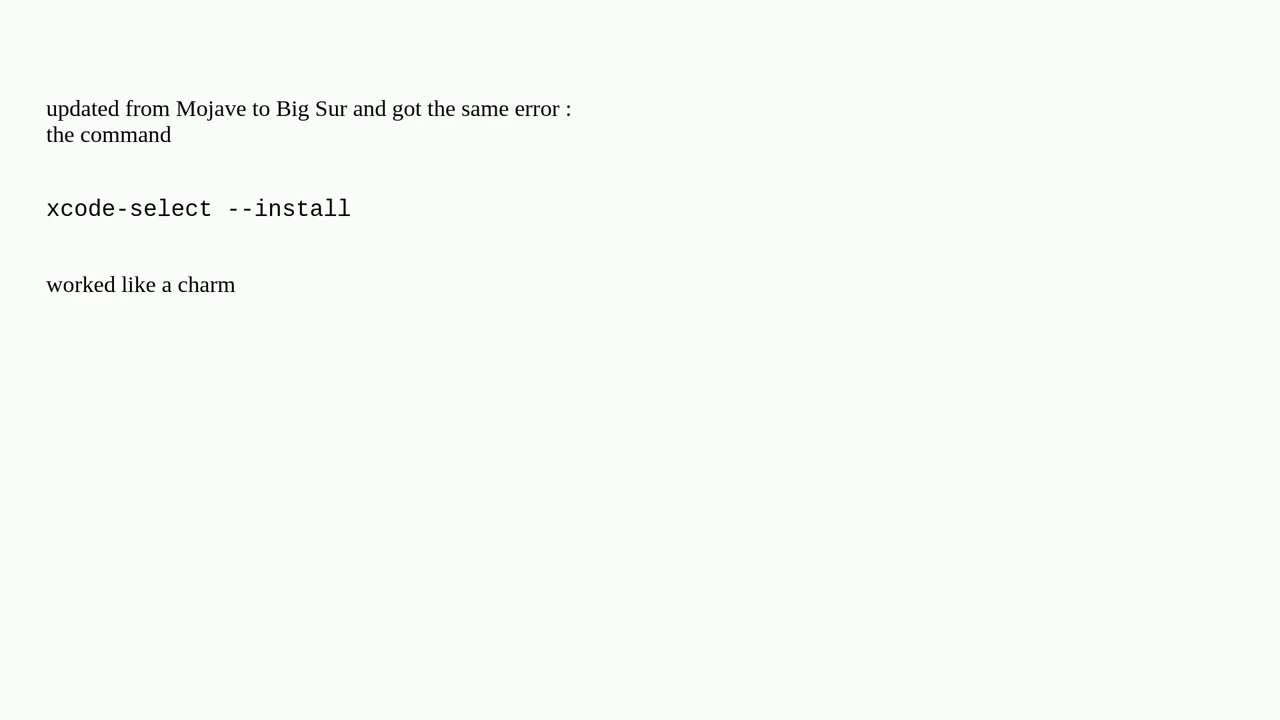 updated from Mojave to Big Sur and got the same error :
the command
xcode-select --install
worked like a charm